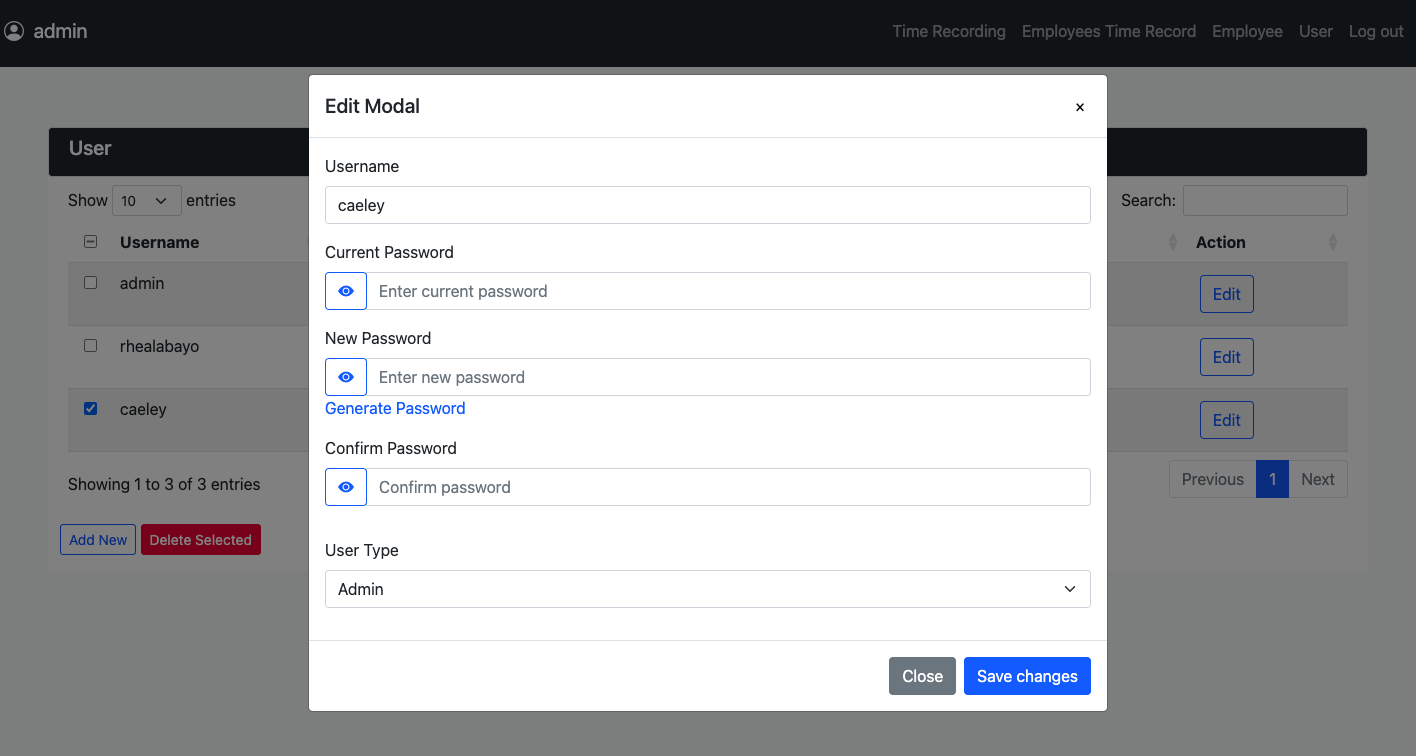 admin
Time Recording Employees Time Record Employee User Log out
Edit Modal
×
User
Username
caeley
Show 10 entries
Search:
Username
Action
Current Password
Enter current password
admin
Edit
New Password
Enter new password
rhealabayo
Edit
Generate Password
caeley
Edit
Confirm Password
Confirm password
Showing 1 to 3 of 3 entries
Previous 1 Next
Add New Delete Selected
User Type
Admin
Close Save changes